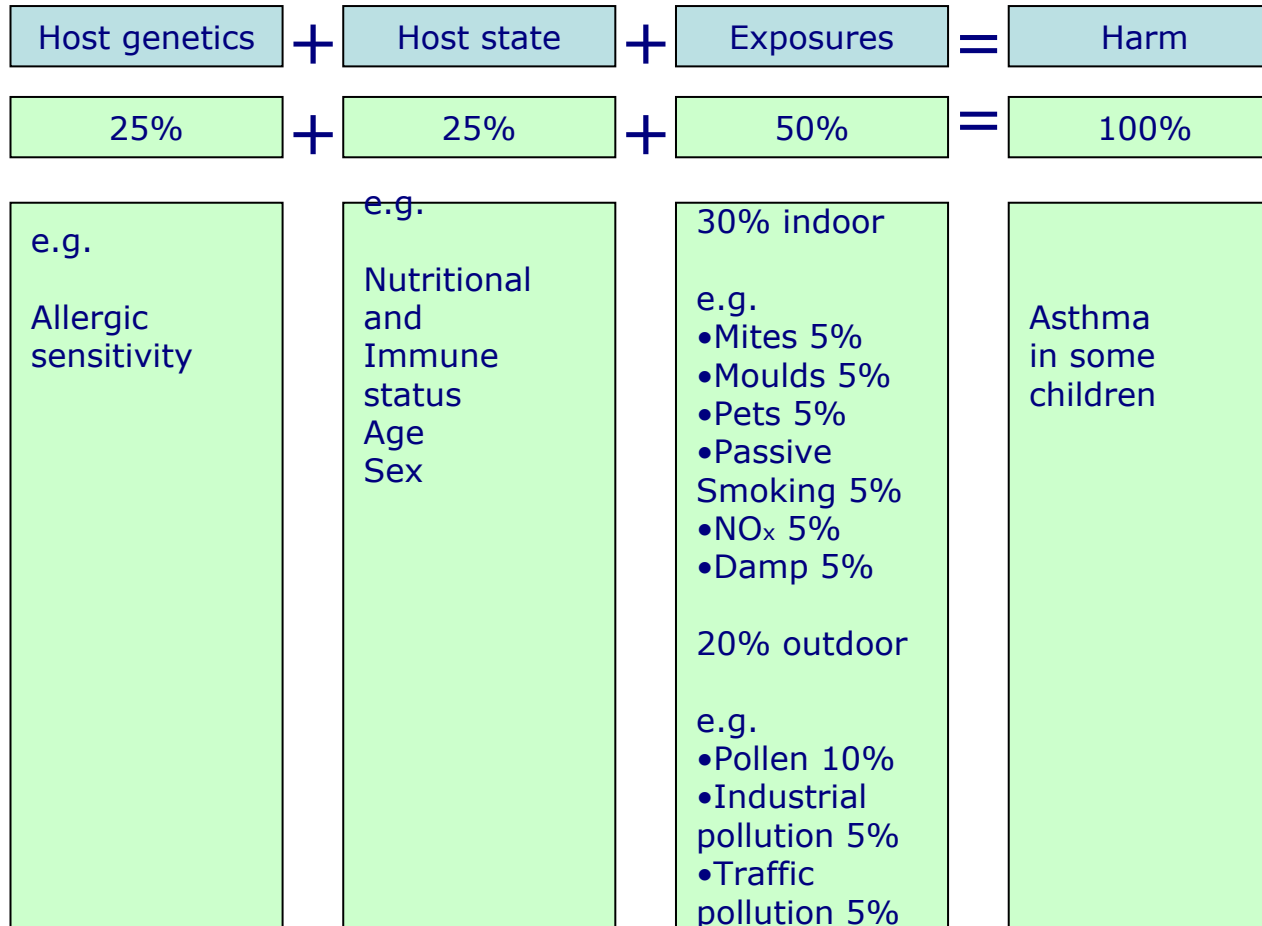 Host genetics + Host state + Exposures = Harm
25% + 25% + 50% = 100%
e.g.
Allergic
sensitivity
e.g.
Nutritional
and
Immune
status
Age
Sex
30% indoor
e.g.
•Mites 5%
•Moulds 5%
•Pets 5%
•Passive
Smoking 5%
•NOx 5%
•Damp 5%
20% outdoor
e.g.
•Pollen 10%
•Industrial
pollution 5%
•Traffic
pollution 5%
Asthma
in some
children